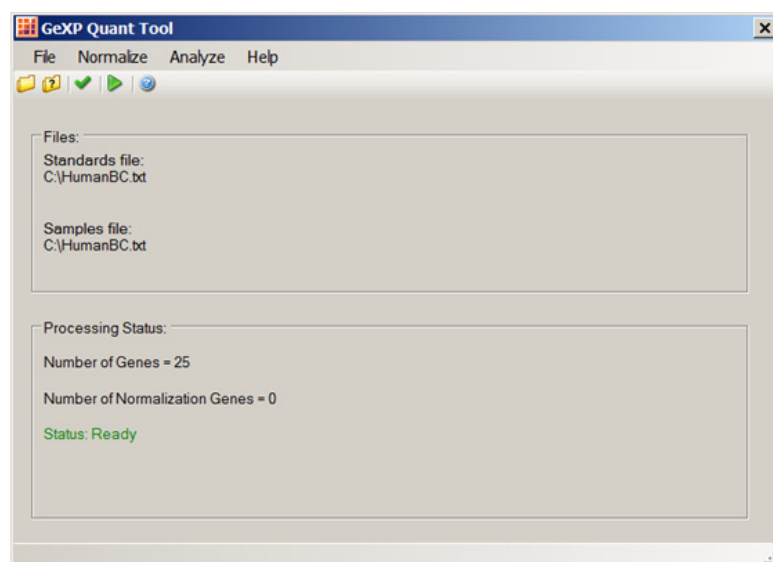 GeXP Quant Tool
File Normalize Analyze Help
Files:
Standards file:
C:\HumanBC.txt
Samples file:
C:\HumanBC.txt
Processing Status:
Number of Genes = 25
Number of Normalization Genes = 0
Status: Ready